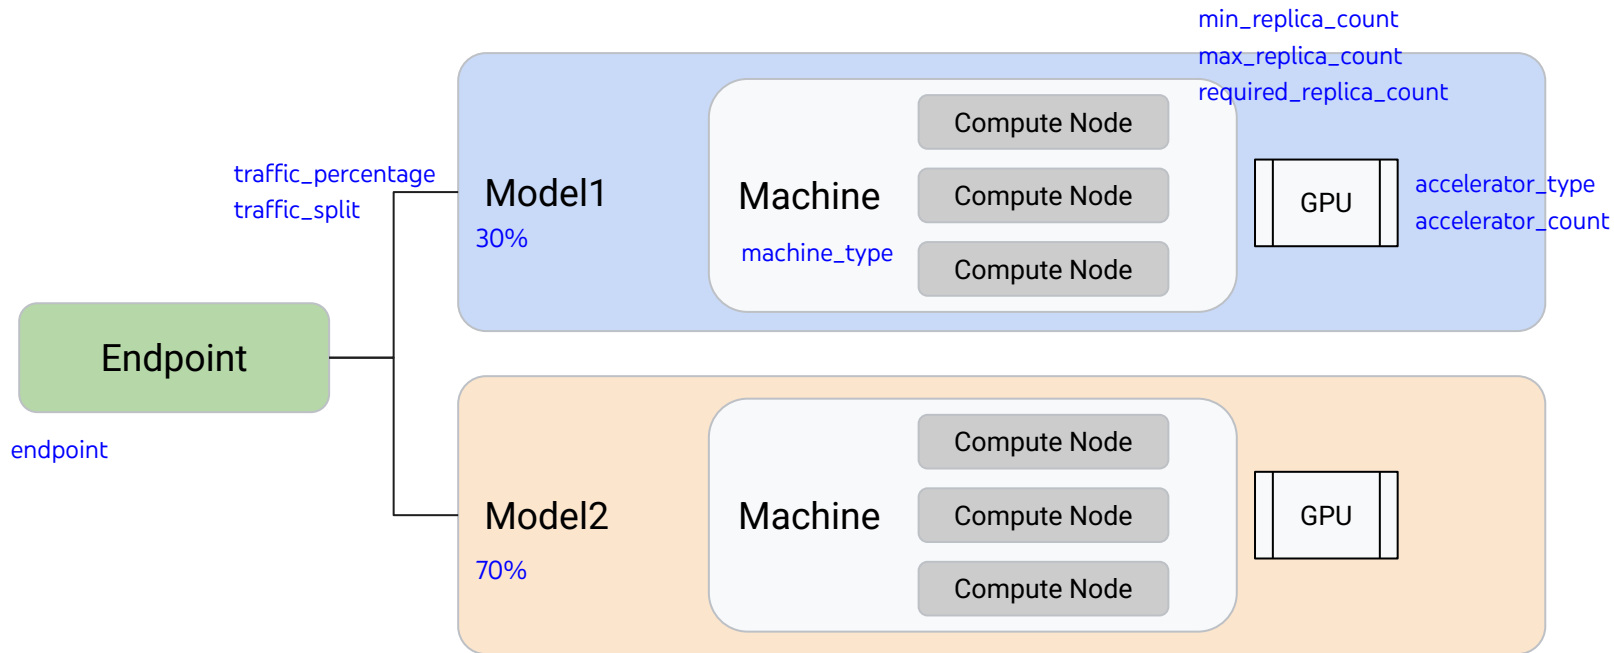 min_replica_count
max_replica_count
required_replica_count
Compute Node
traffic_percentage
traffic_split
Model1
30%
Machine
machine_type
Compute Node
Compute Node
GPU
accelerator_type
accelerator_count
Endpoint
endpoint
Model2
70%
Machine
Compute Node
Compute Node
Compute Node
GPU